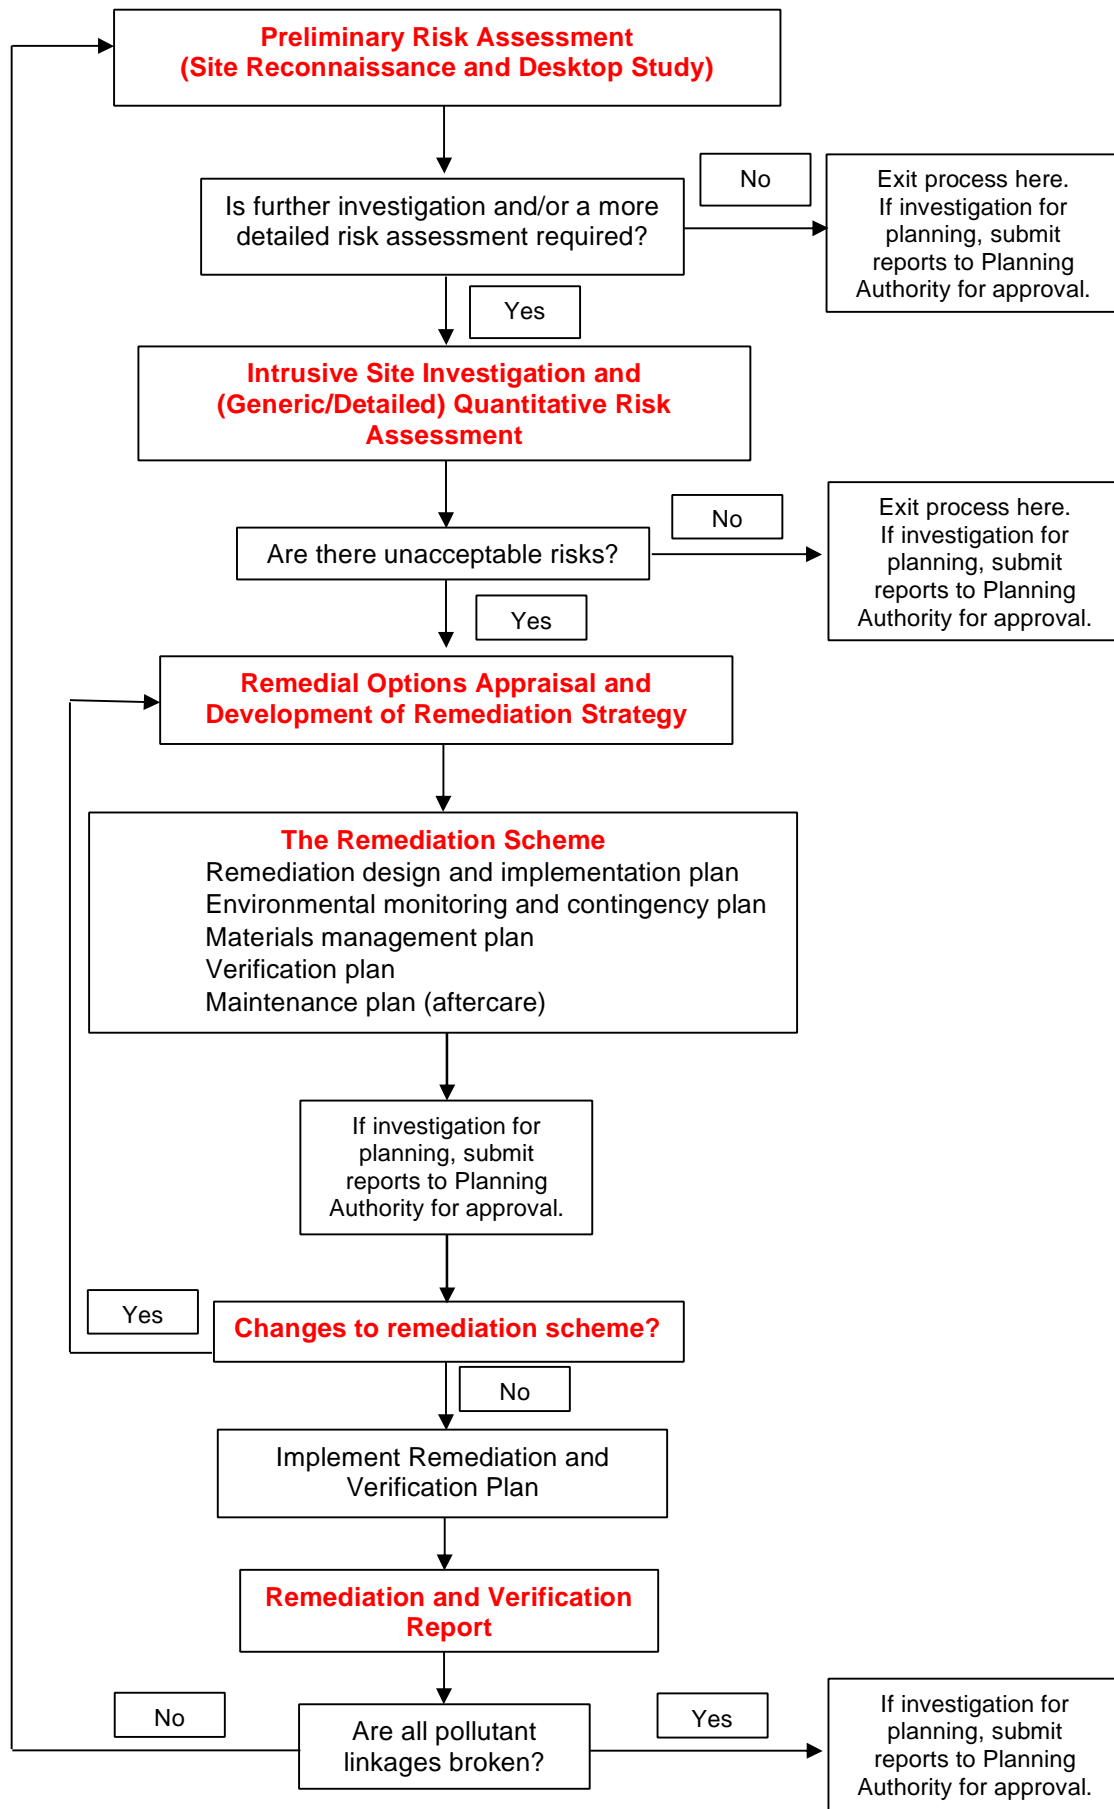 Preliminary Risk Assessment
(Site Reconnaissance and Desktop Study)
No
Exit process here.
If investigation for
planning, submit
reports to Planning
Authority for approval.
Is further investigation and/or a more
detailed risk assessment required?
Yes
Intrusive Site Investigation and
(Generic/Detailed) Quantitative Risk
Assessment
No
Exit process here.
If investigation for
planning, submit
reports to Planning
Authority for approval.
Are there unacceptable risks?
Yes
Remedial Options Appraisal and
Development of Remediation Strategy
The Remediation Scheme
Remediation design and implementation plan
Environmental monitoring and contingency plan
Materials management plan
Verification plan
Maintenance plan (aftercare)
If investigation for
planning, submit
reports to Planning
Authority for approval.
Yes
Changes to remediation scheme?
No
Implement Remediation and
Verification Plan
Remediation and Verification
Report
No
Are all pollutant
linkages broken?
Yes
If investigation for
planning, submit
reports to Planning
Authority for approval.